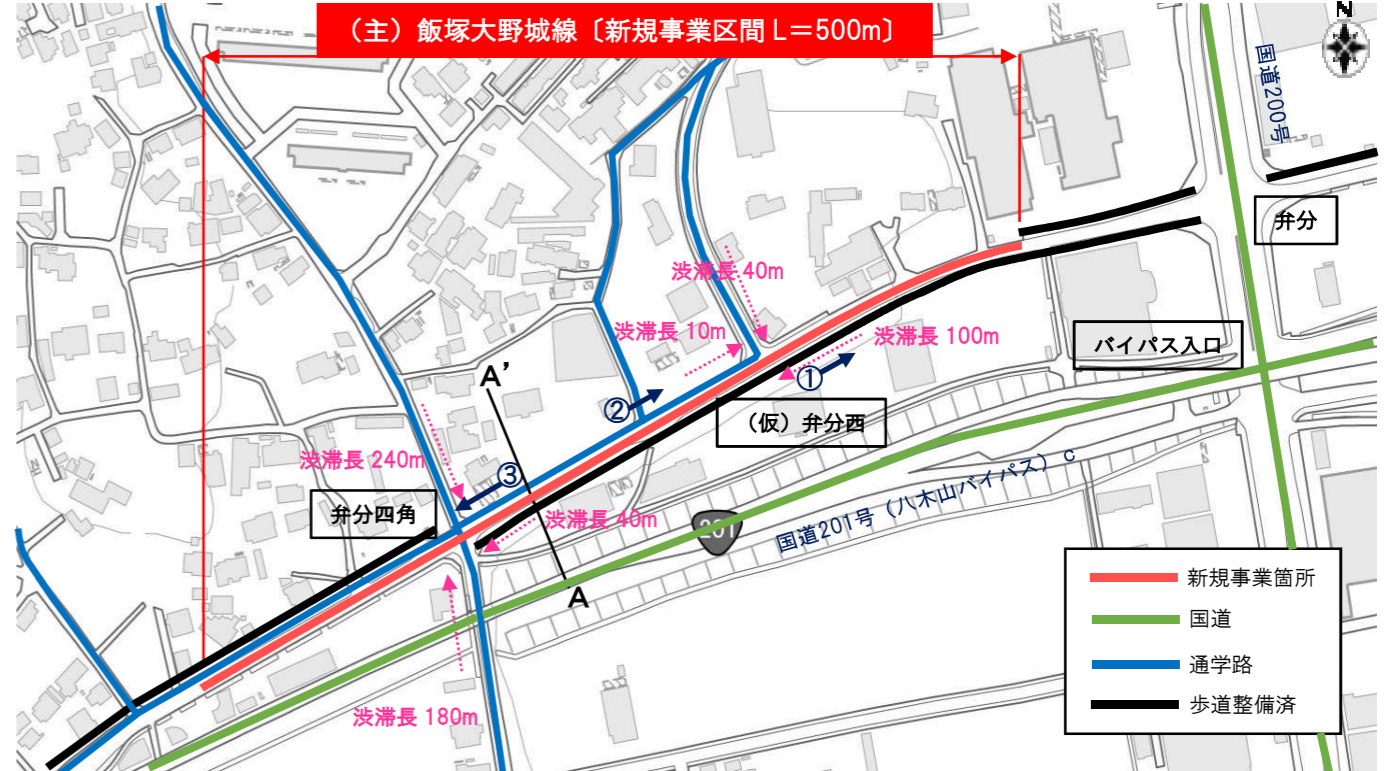 （主）飯塚大野城線〔新規事業区間 L＝500m〕
N
国道200号
弁分
渋滞長 40m
渋滞長 10m
渋滞長 100m
バイパス入口
A’
①
②
（仮）弁分西
渋滞長 240m
③
弁分四角
渋滞長 40m
201
国道201号（八木山バイパス）c
A
渋滞長 180m
新規事業箇所
国道
通学路
歩道整備済